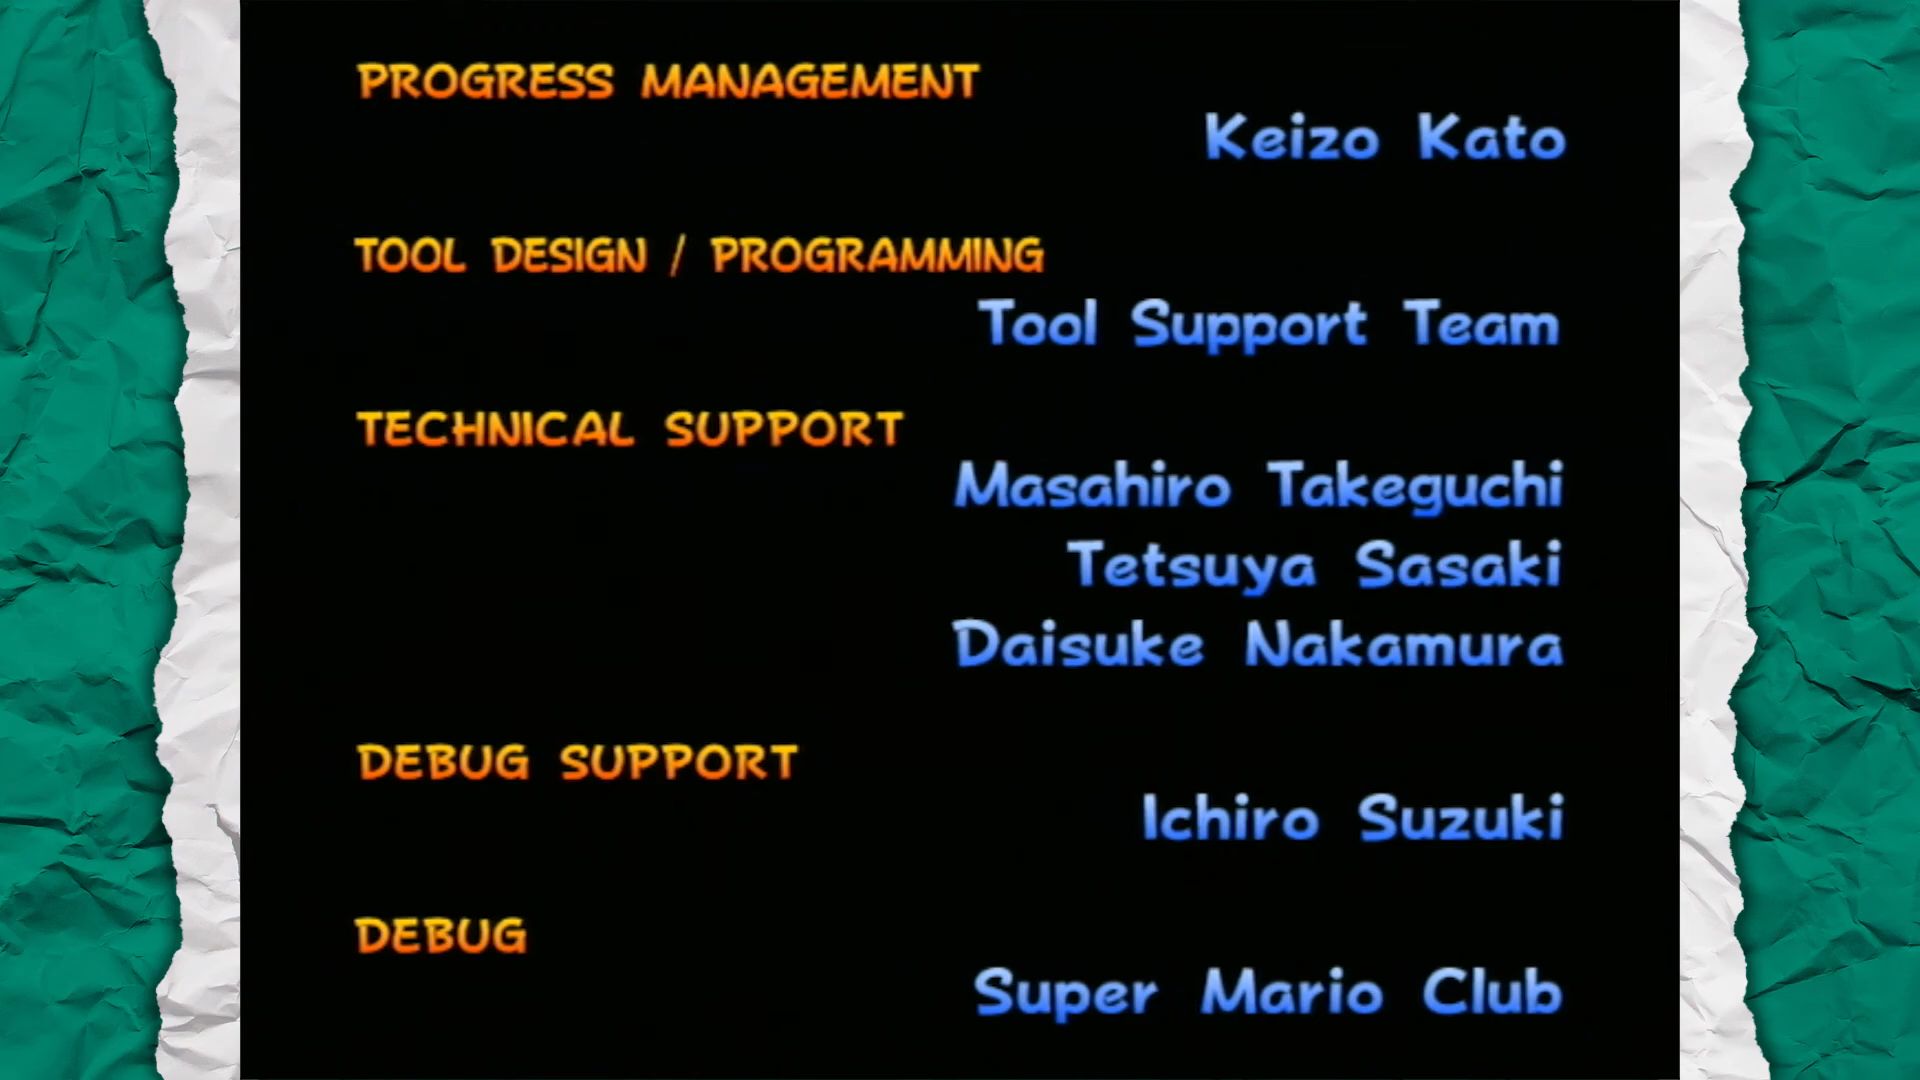 PROGRESS MANAGEMENT
Keizo Kato
TOOL DESIGN / PROGRAMMING
Tool Support Team
TECHNICAL SUPPORT
Masahiro Takeguchi
Tetsuya Sasaki
Daisuke Nakamura
DEBUG SUPPORT
Ichiro Suzuki
DEBUG
Super Mario Club